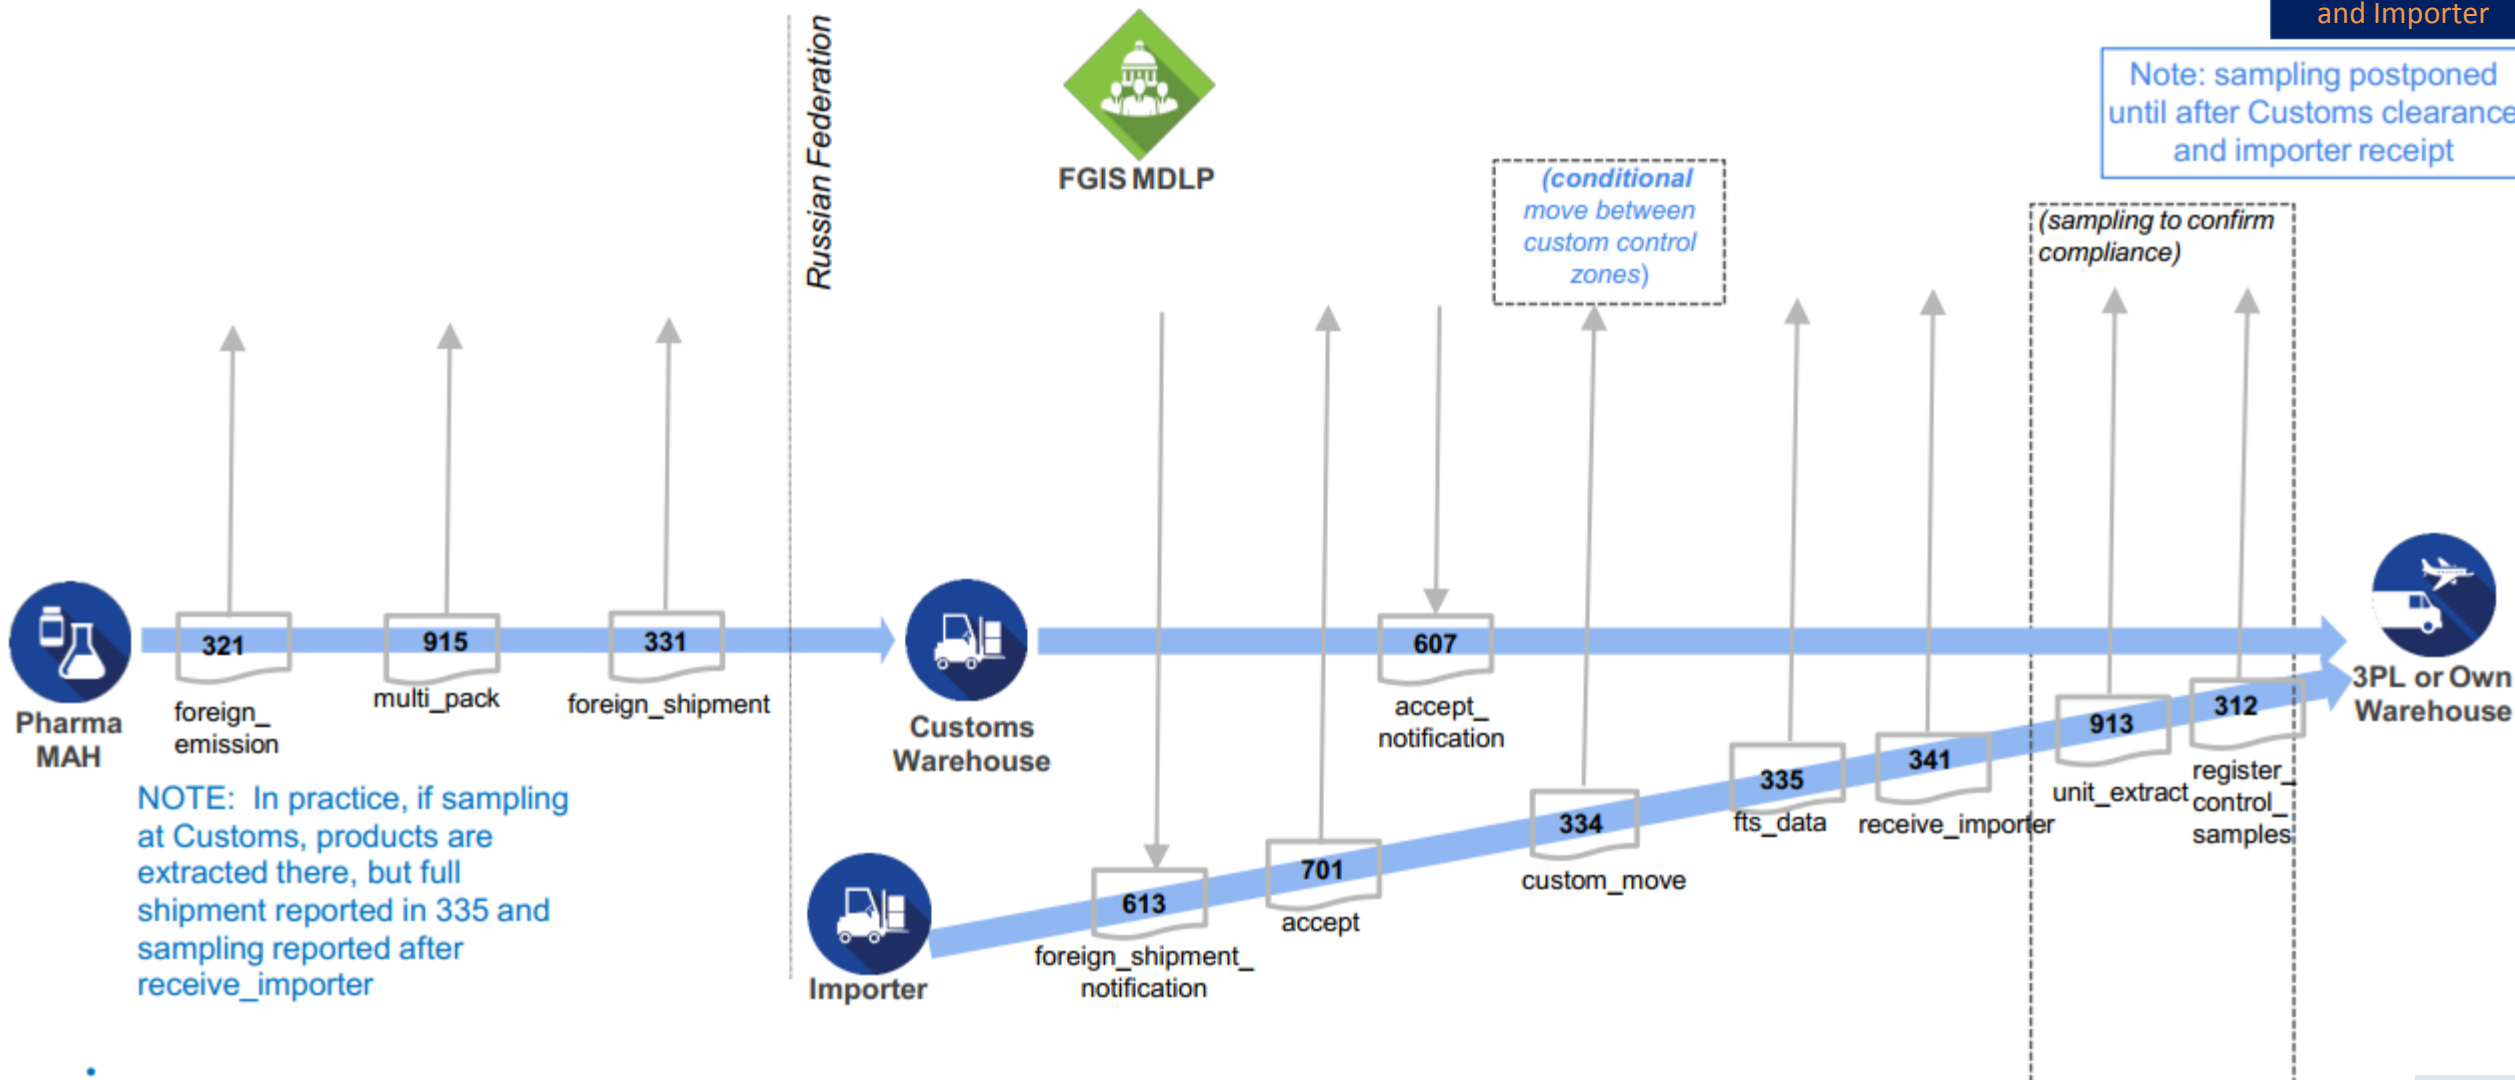 and Importer
Note: sampling postponed
until after Customs clearance
and importer receipt
Russian Federation
FGIS MDLP
(conditional
move between
custom control
zones)
(sampling to confirm
compliance)
321
foreign_
emission
915
multi_pack
331
foreign_shipment
607
accept_
notification
Pharma
MAH
Customs
Warehouse
3PL or Own
Warehouse
312
register_
control_
samples
913
unit_extract
341
receive_importer
335
fts_data
334
custom_move
701
accept
613
foreign_shipment_
notification
Importer
NOTE: In practice, if sampling
at Customs, products are
extracted there, but full
shipment reported in 335 and
sampling reported after
receive_importer